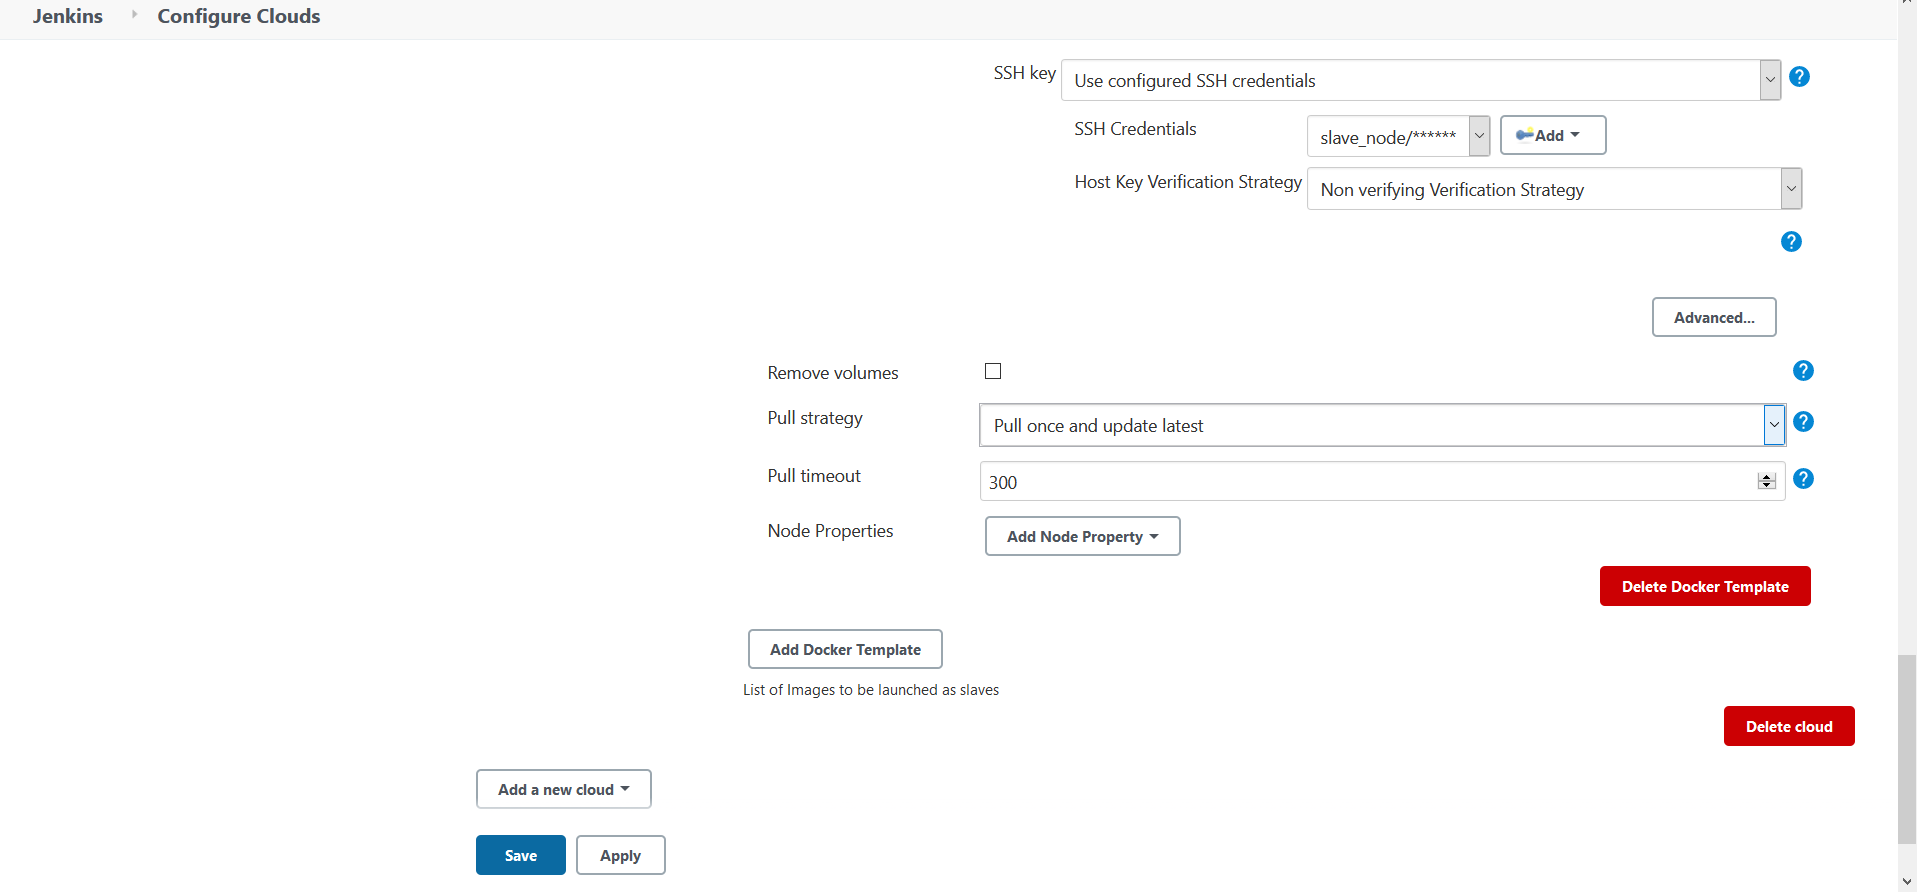 Jenkins Configure Clouds
SSH key Use configured SSH credentials ?
SSH Credentials slave_node/****** Add
Host Key Verification Strategy Non verifying Verification Strategy
?
Advanced...
Remove volumes ?
Pull strategy Pull once and update latest ?
Pull timeout 300 ?
Node Properties Add Node Property
Delete Docker Template
Add Docker Template
List of Images to be launched as slaves
Delete cloud
Add a new cloud
Save Apply